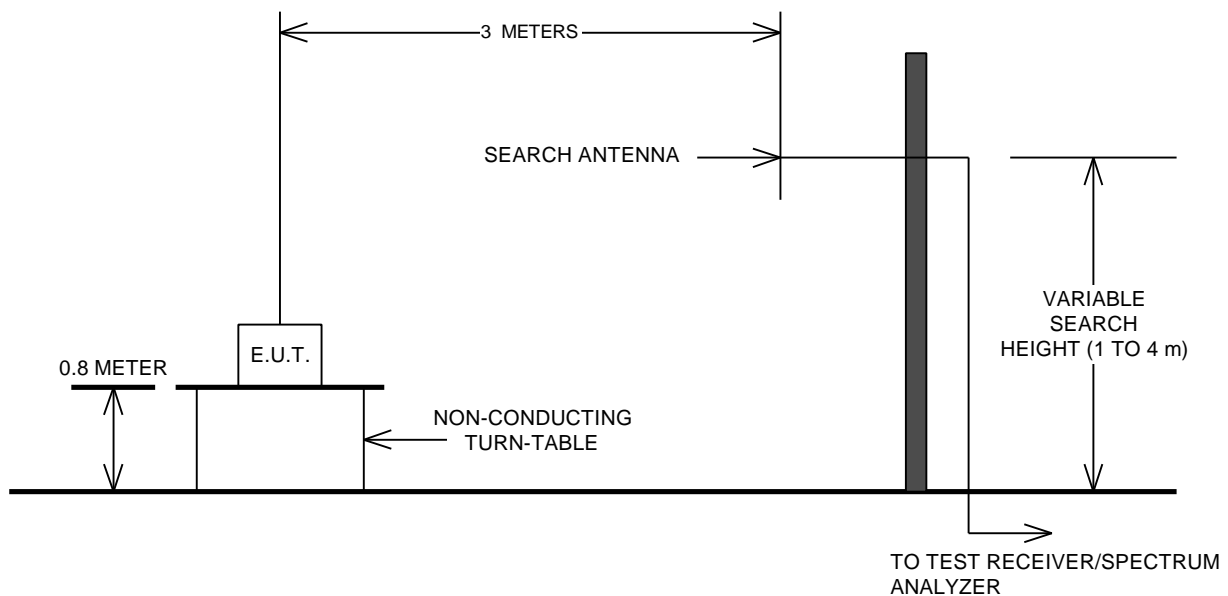 3 METERS
SEARCH ANTENNA
VARIABLE
SEARCH
HEIGHT (1 TO 4 m)
E.U.T.
0.8 METER
NON-CONDUCTING
TURN-TABLE
TO TEST RECEIVER/SPECTRUM
ANALYZER